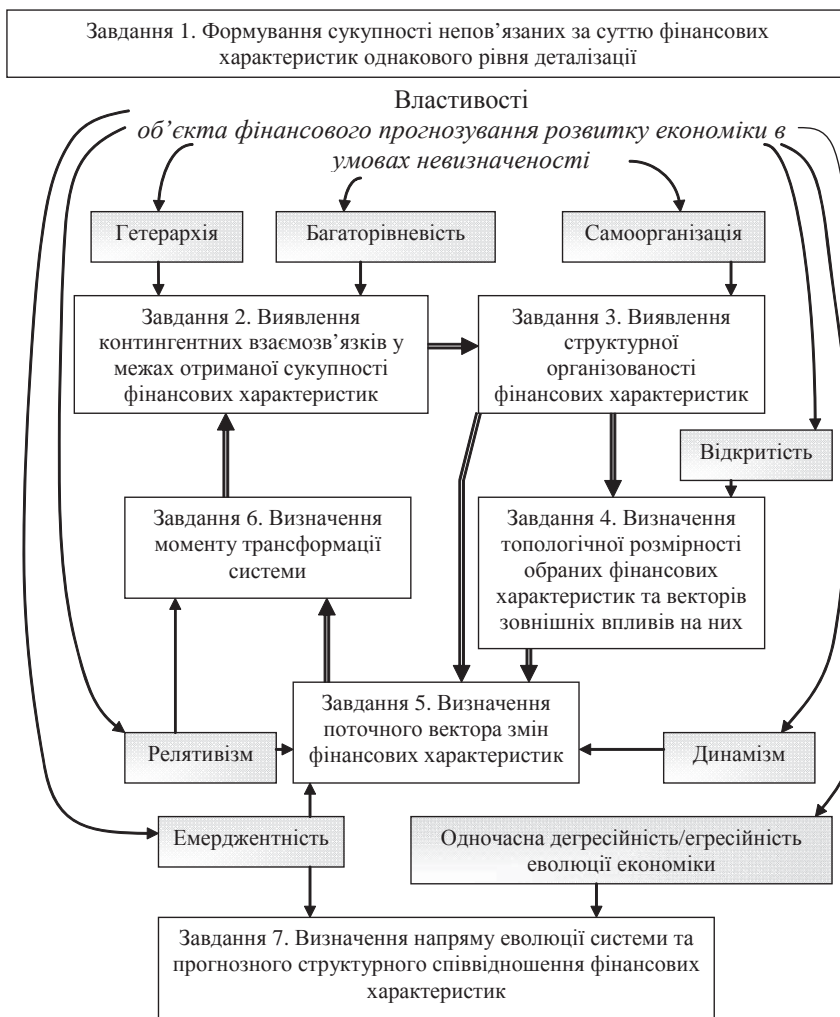 Завдання 1. Формування сукупності непов’язаних за суттю фінансових
характеристик однакового рівня деталізації
Властивості
об’єкта фінансового прогнозування розвитку економіки в
умовах невизначеності
Гетерархія
Багаторівневість
Самоорганізація
Завдання 2. Виявлення
контингентних взаємозв’язків у
межах отриманої сукупності
фінансових характеристик
Завдання 3. Виявлення
структурної
організованості
фінансових характеристик
Відкритість
Завдання 6. Визначення
моменту трансформації
системи
Завдання 4. Визначення
топологічної розмірності
обраних фінансових
характеристик та векторів
зовнішніх впливів на них
Завдання 5. Визначення
поточного вектора змін
фінансових характеристик
Релятивізм
Динамізм
Емерджентність
Одночасна дегресійність/егресійність
еволюції економіки
Завдання 7. Визначення напряму еволюції системи та
прогнозного структурного співвідношення фінансових
характеристик